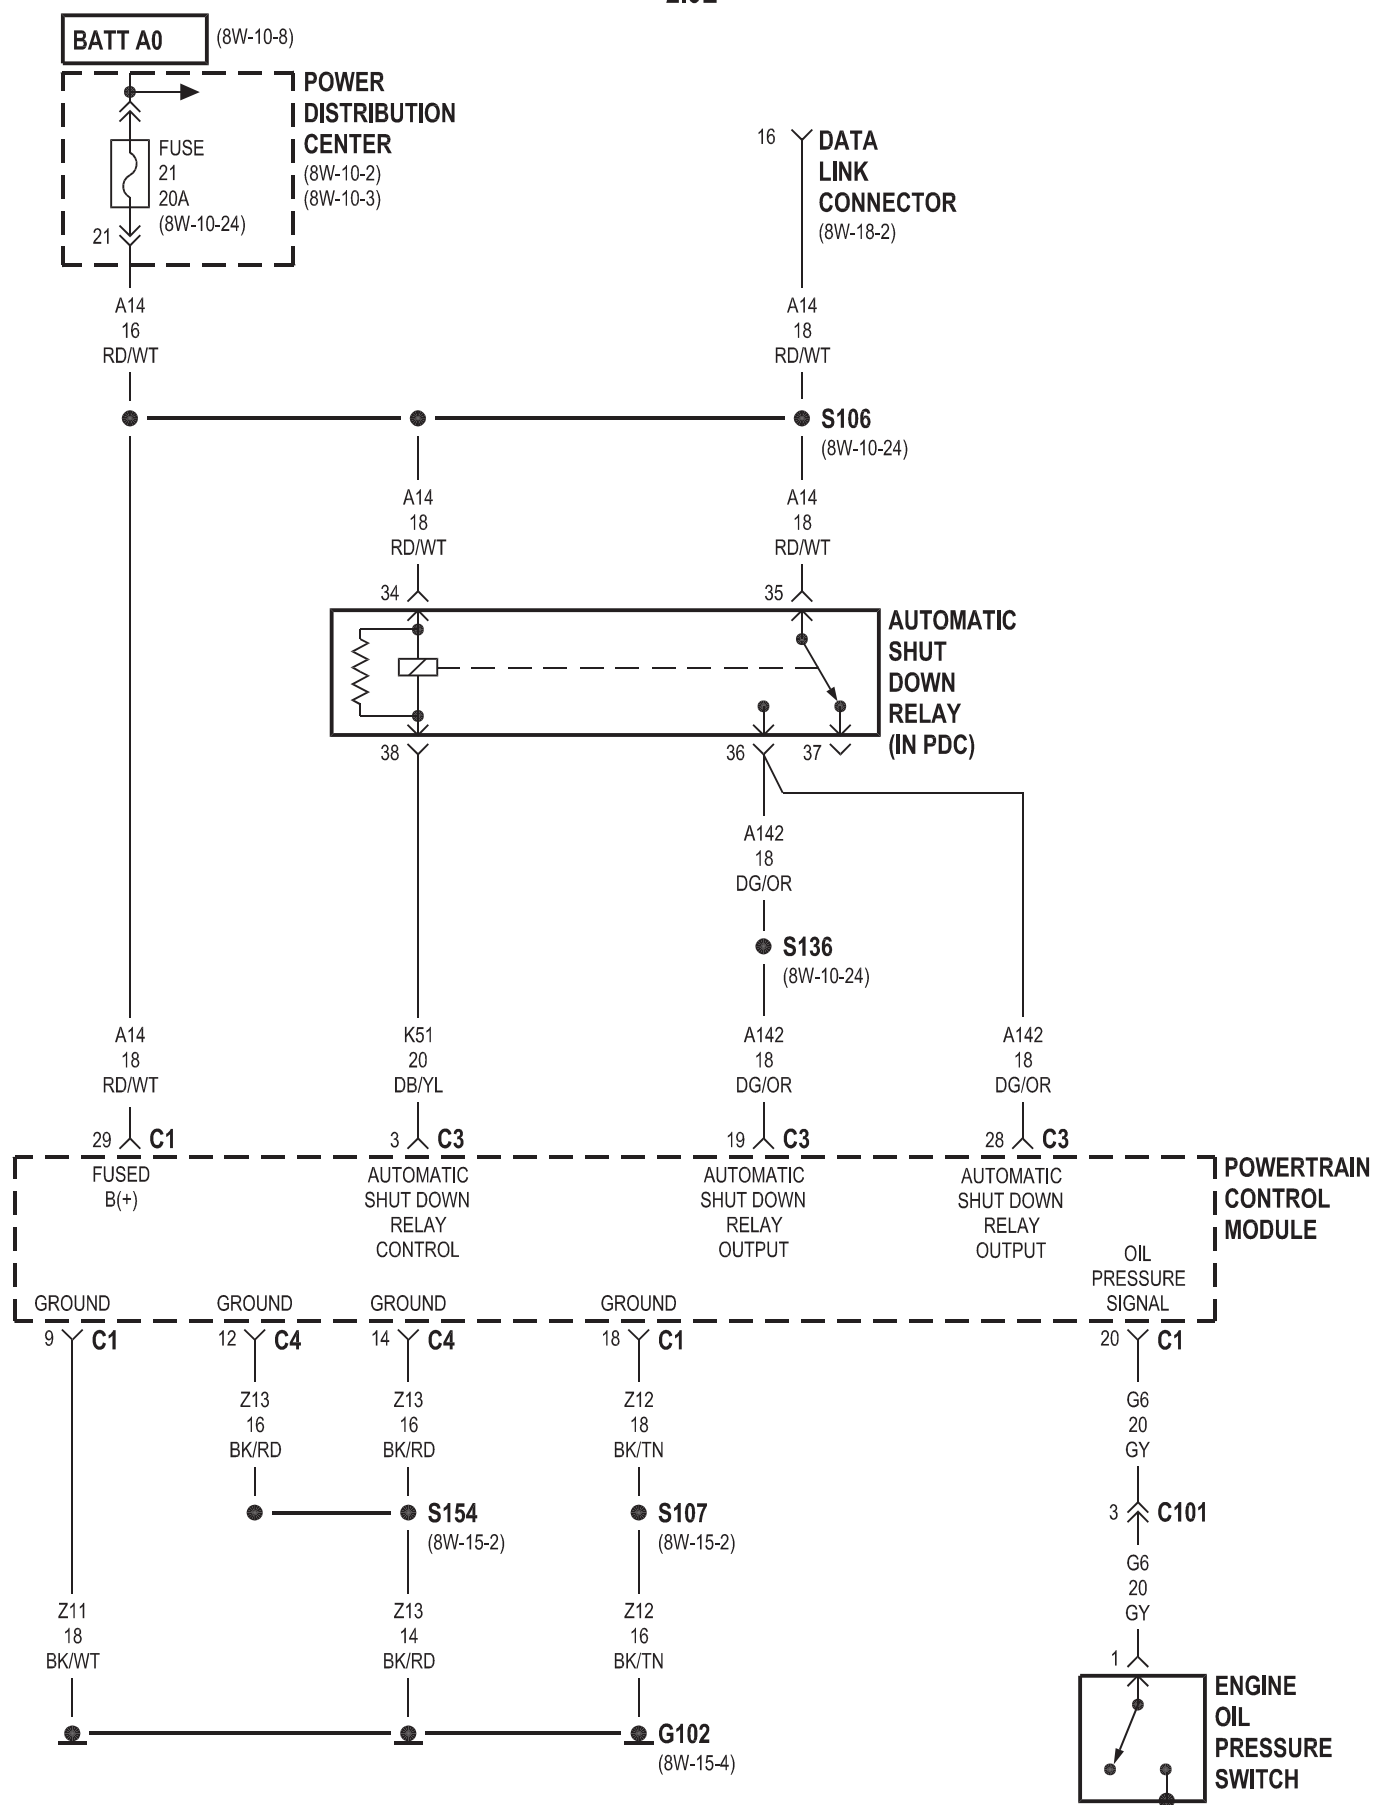 BATT A0
(8W-10-8)
POWER
DISTRIBUTION
CENTER
(8W-10-2)
(8W-10-3)
FUSE
21
20A
(8W-10-24)
21
16
DATA
LINK
CONNECTOR
(8W-18-2)
A14
16
RD/WT
A14
18
RD/WT
S106
(8W-10-24)
A14
18
RD/WT
A14
18
RD/WT
34
35
AUTOMATIC
SHUT
DOWN
RELAY
(IN PDC)
38
36
37
A142
18
DG/OR
S136
(8W-10-24)
A14
18
RD/WT
K51
20
DB/YL
A142
18
DG/OR
A142
18
DG/OR
29
C1
3
C3
19
C3
28
C3
FUSED
B(+)
AUTOMATIC
SHUT DOWN
RELAY
CONTROL
AUTOMATIC
SHUT DOWN
RELAY
OUTPUT
AUTOMATIC
SHUT DOWN
RELAY
OUTPUT
POWERTRAIN
CONTROL
MODULE
OIL
PRESSURE
SIGNAL
GROUND
GROUND
GROUND
GROUND
9
C1
12
C4
14
C4
18
C1
20
C1
Z13
16
BK/RD
Z13
16
BK/RD
Z12
18
BK/TN
G6
20
GY
S154
(8W-15-2)
S107
(8W-15-2)
3
C101
G6
20
GY
Z11
18
BK/WT
Z13
14
BK/RD
Z12
16
BK/TN
1
G102
(8W-15-4)
ENGINE
OIL
PRESSURE
SWITCH